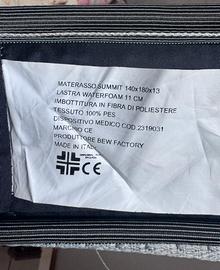 MATERASSO SUMMIT 140x180x13
LASTRA WATERFOAM 11 CM
IMBOTTITURA IN FIBRA DI POLIESTERE
TESSUTO 100% PES
DISPOSITIVO MEDICO COD.2319031
MARCHIO CE
PRODUTTORE BEW FACTORY
MADE IN ITALY
CE